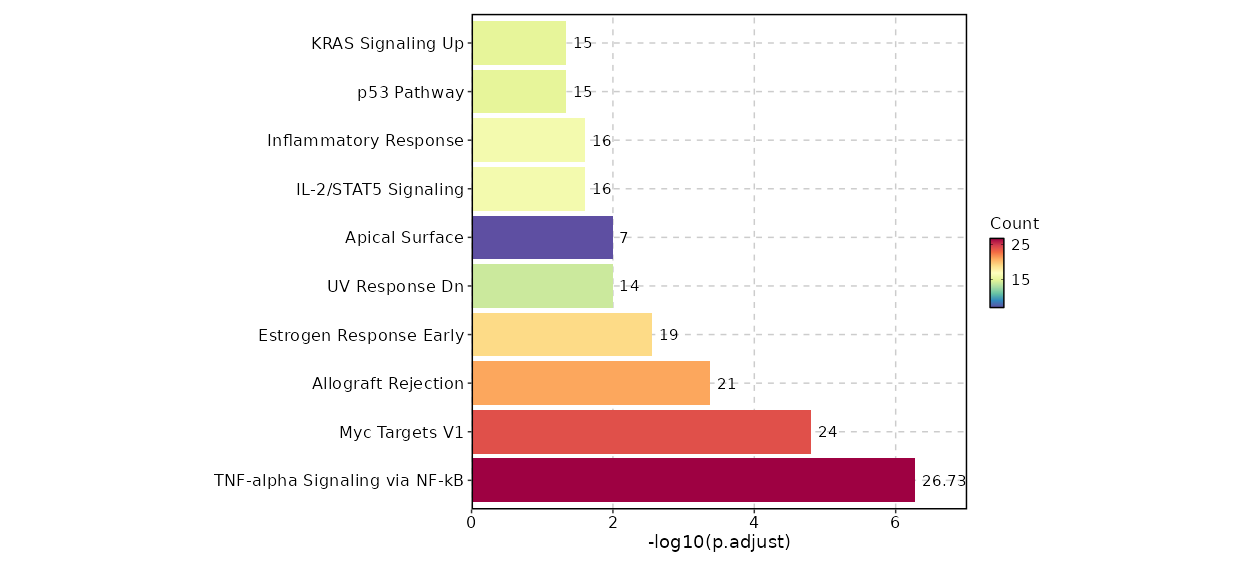 KRAS Signaling Up 15
p53 Pathway 15
Inflammatory Response 16
IL-2/STAT5 Signaling 16
Apical Surface 7
UV Response Dn 14
Estrogen Response Early 19
Allograft Rejection 21
Myc Targets V1 24
TNF-alpha Signaling via NF-kB 26.73
0 2 4 6
-log10(p.adjust)
Count
25
15